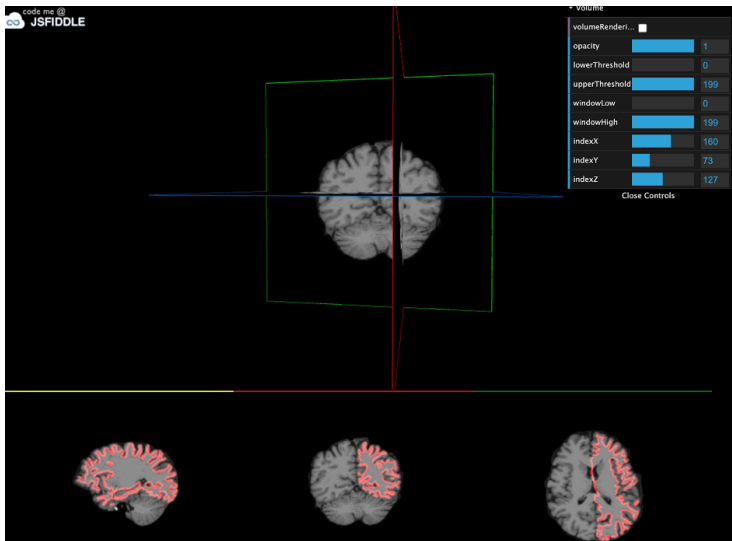 code me @
JSFIDDLE
volume
volumeRenderi...
opacity 1
lowerThreshold 0
upperThreshold 199
windowLow 0
windowHigh 199
indexX 160
indexY 73
indexZ 127
Close Controls